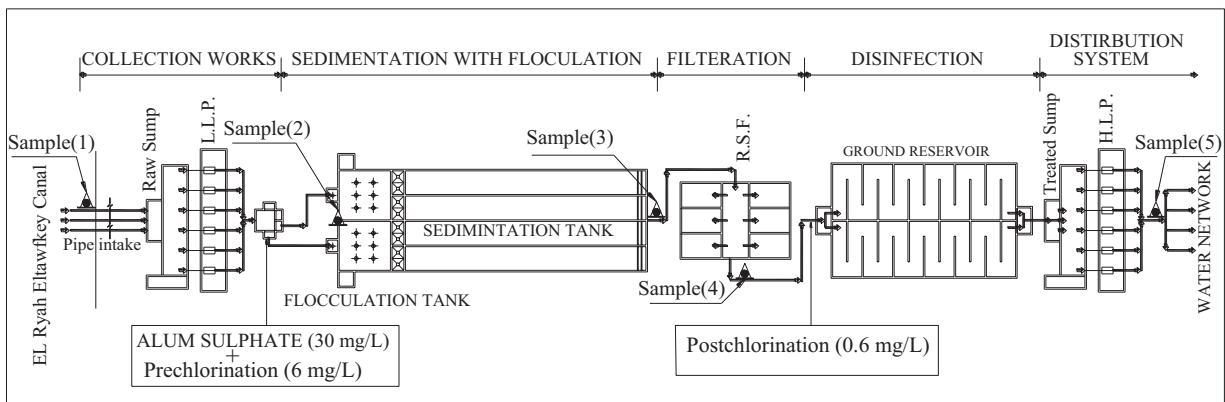 COLLECTION WORKS
SEDIMENTATION WITH FLOCULATION
FILTERATION
DISINFECTION
DISTIRBUTION
SYSTEM
Sample(1)
Raw Sump
L.L.P.
Sample(2)
Sample(3)
R.S.F.
GROUND RESERVOIR
Treated Sump
H.L.P.
Sample(5)
EL Ryah Eltawfkey Canal
Pipe intake
SEDIMINTATION TANK
WATER NETWORK
FLOCCULATION TANK
Sample(4)
ALUM SULPHATE (30 mg/L)
+
Prechlorination (6 mg/L)
Postchlorination (0.6 mg/L)